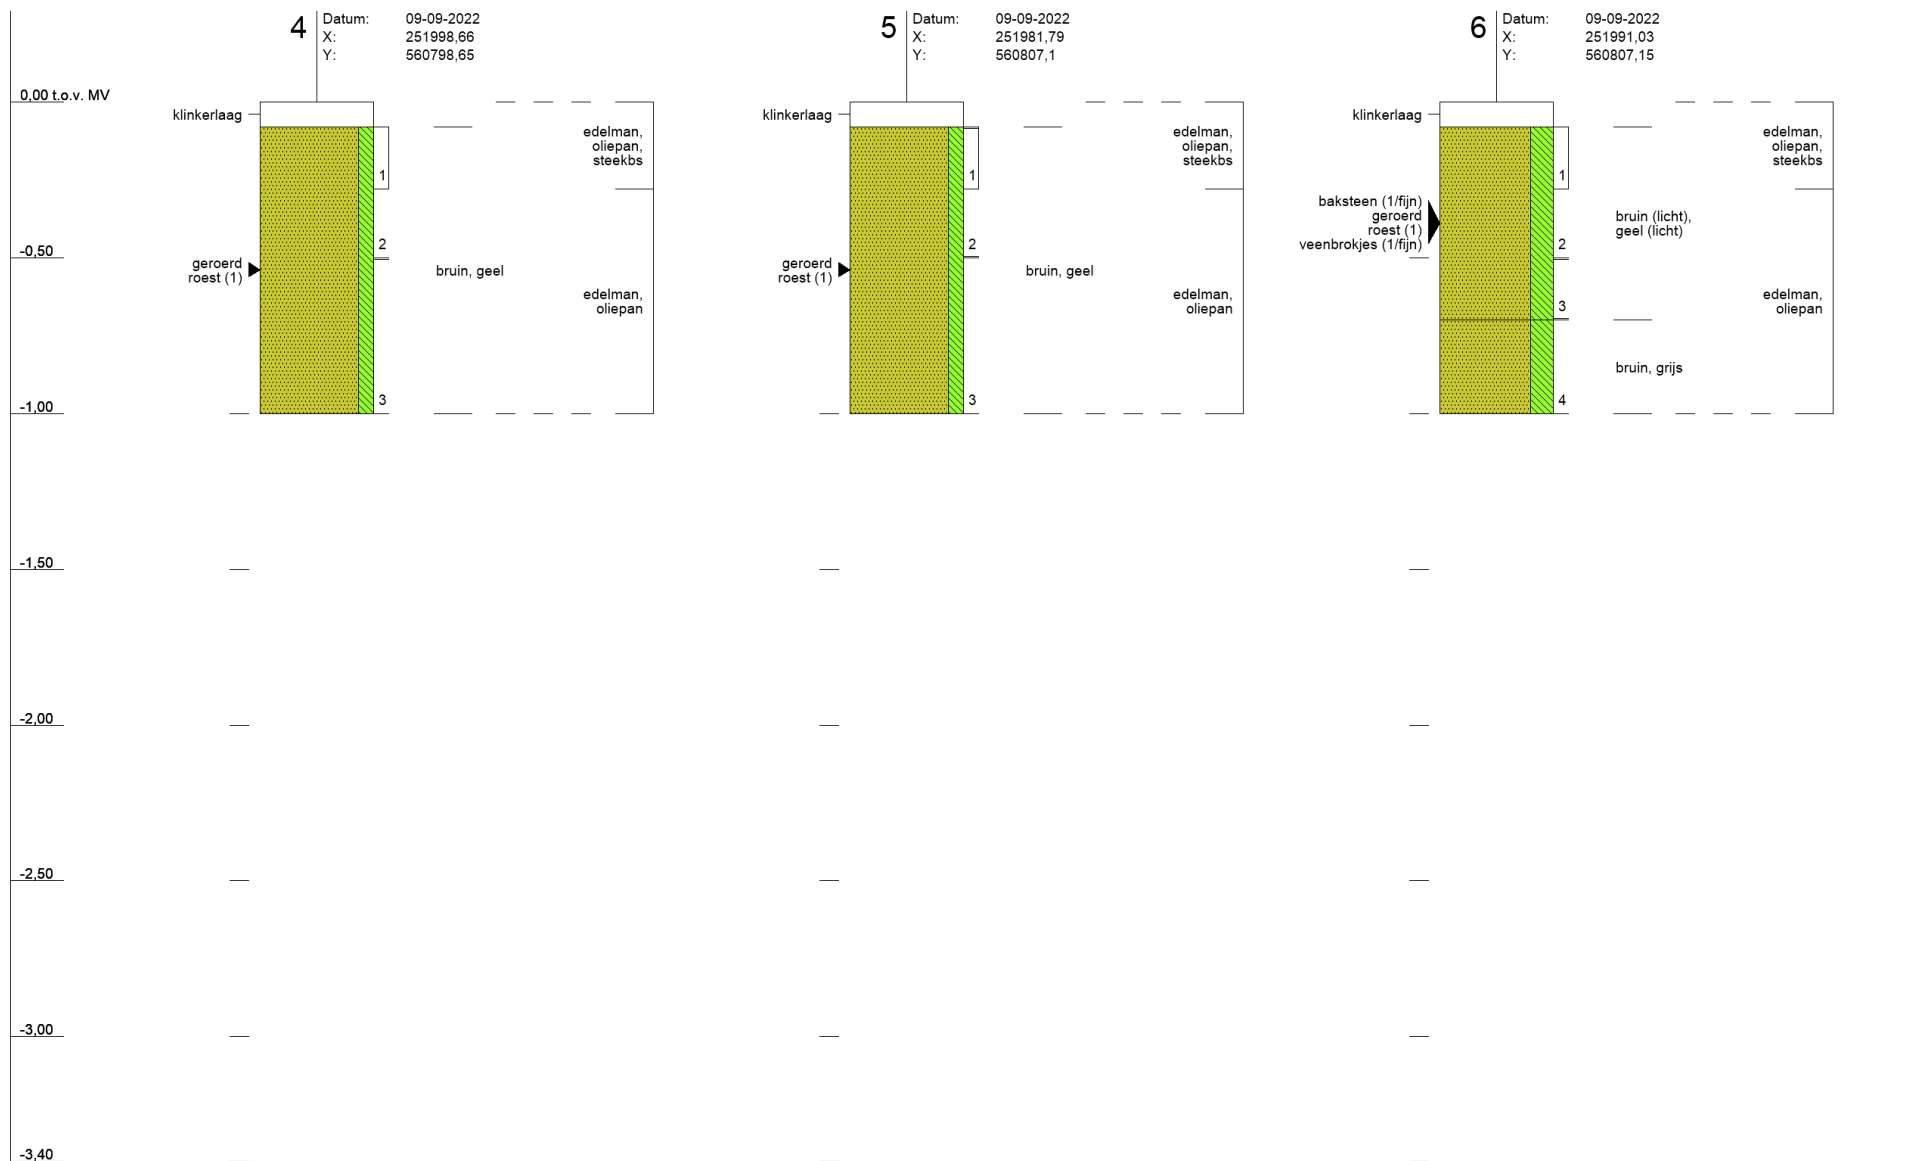 4
Datum: 09-09-2022
X: 251998,66
Y: 560798,65
5
Datum: 09-09-2022
X: 251981,79
Y: 560807,1
6
Datum: 09-09-2022
X: 251991,03
Y: 560807,15
0,00 t.o.v. MV
-0,50
-1,00
-1,50
-2,00
-2,50
-3,00
-3,40
klinkerlaag
geroerd
roest (1)
1
2
3
bruin, geel
edelman,
oliepan,
steekbs
edelman,
oliepan
klinkerlaag
geroerd
roest (1)
1
2
3
bruin, geel
edelman,
oliepan,
steekbs
edelman,
oliepan
klinkerlaag
baksteen (1/fijn)
geroerd
roest (1)
veenbrokjes (1/fijn)
1
2
3
4
bruin (licht),
geel (licht)
bruin, grijs
edelman,
oliepan,
steekbs
edelman,
oliepan